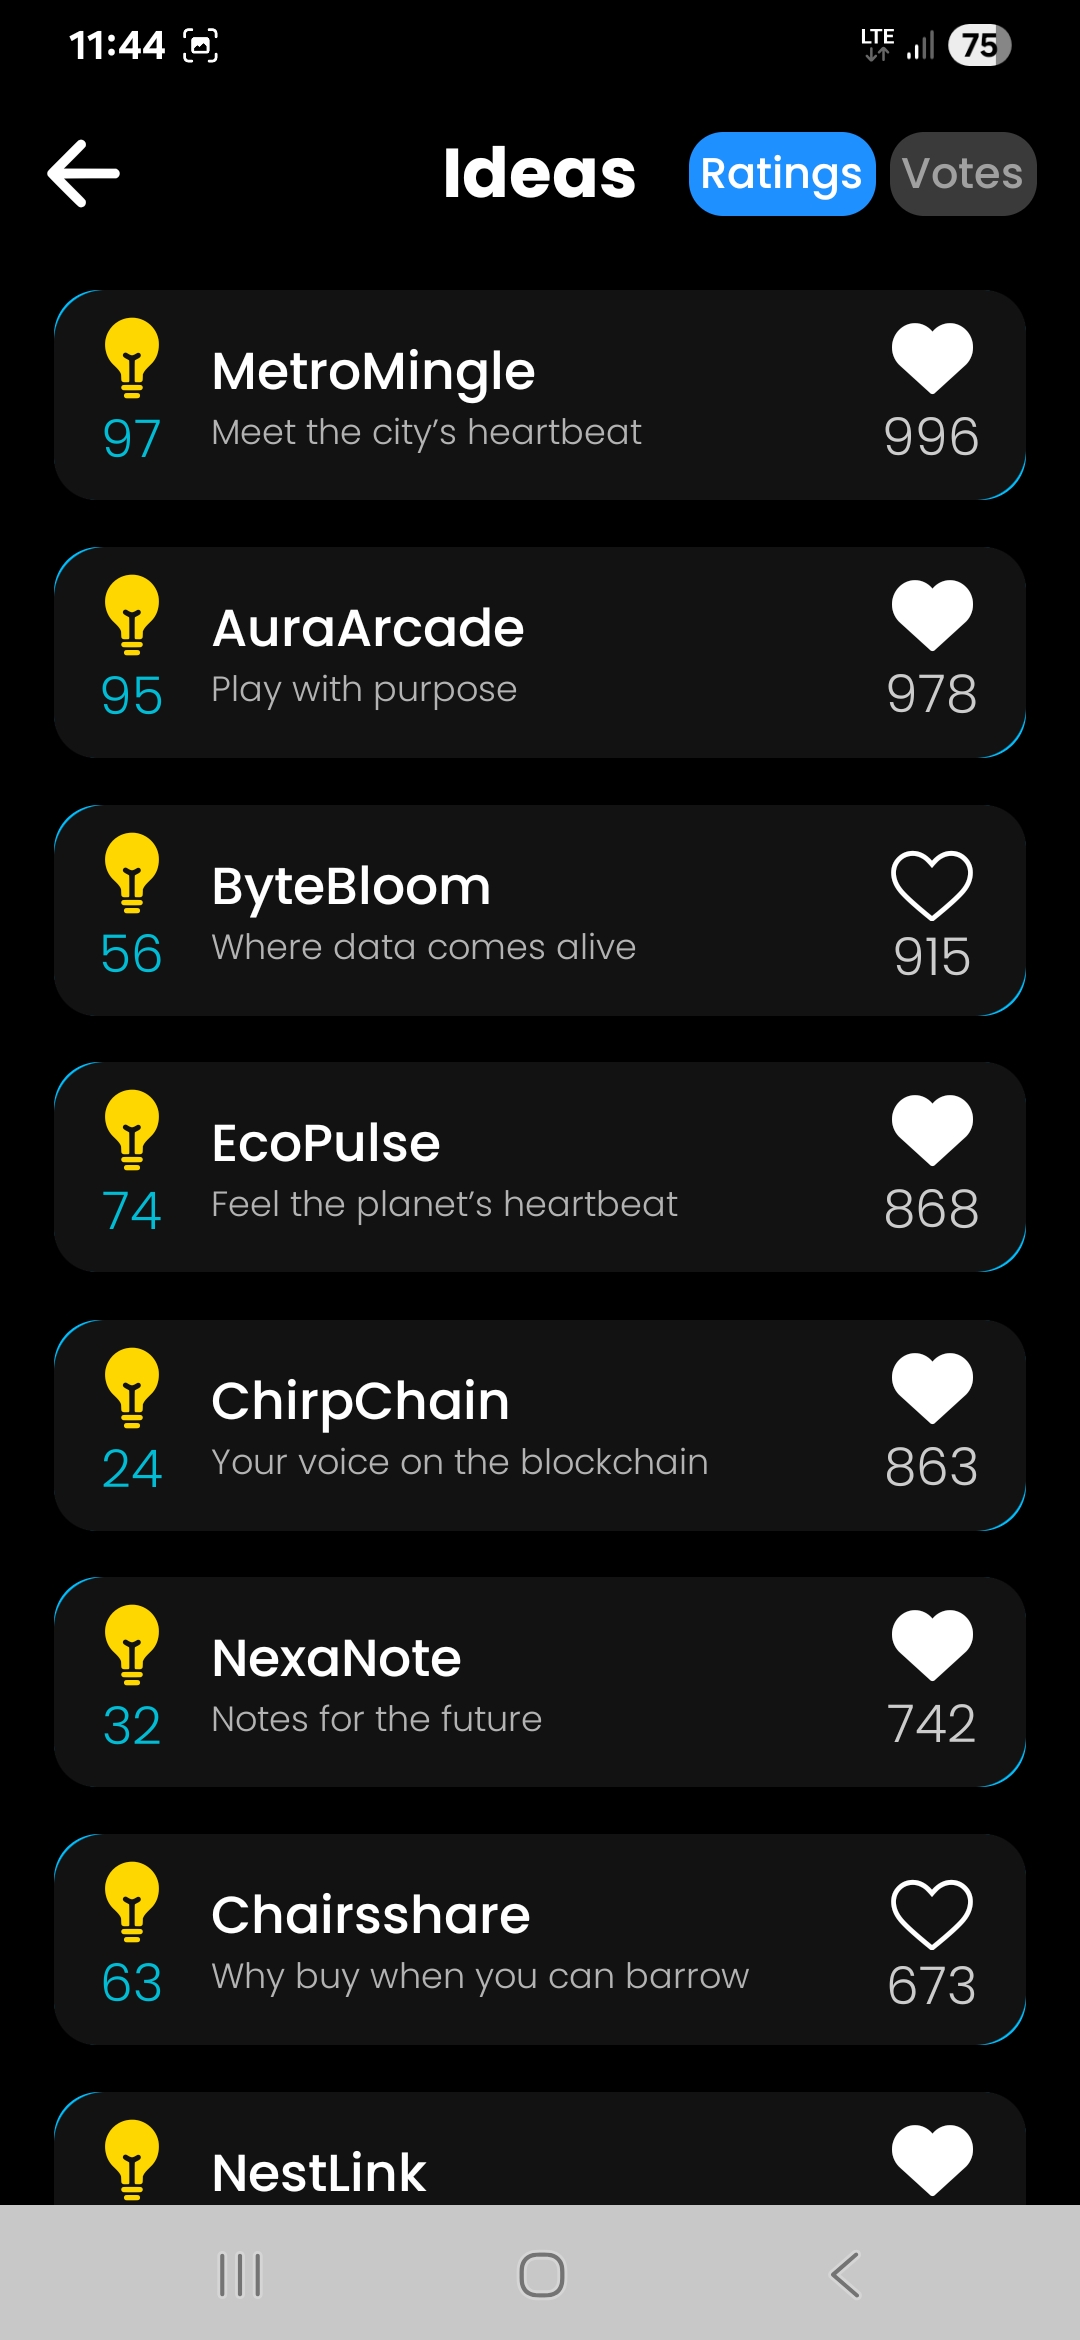 11:44 LTE 75
Ideas Ratings Votes
MetroMingle
Meet the city's heartbeat
97 996
AuraArcade
Play with purpose
95 978
ByteBloom
Where data comes alive
56 915
EcoPulse
Feel the planet's heartbeat
74 868
ChirpChain
Your voice on the blockchain
24 863
NexaNote
Notes for the future
32 742
Chairsshare
Why buy when you can barrow
63 673
NestLink